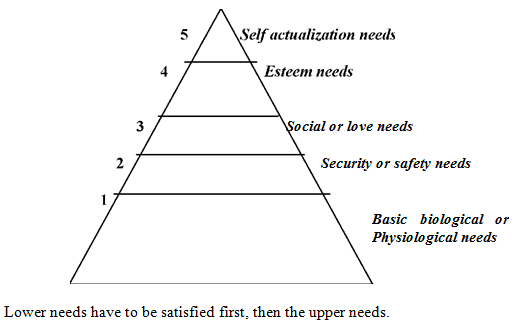 5 Self actualization needs
4 Esteem needs
3 Social or love needs
2 Security or safety needs
1
Basic biological or
Physiological needs
Lower needs have to be satisfied first, then the upper needs.